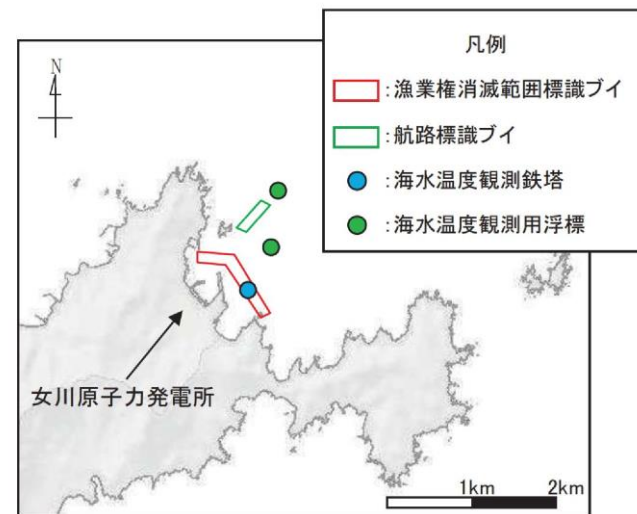 凡例
:漁業権消滅範囲標識ブイ
:航路標識ブイ
:海水温度観測鉄塔
:海水温度観測用浮標
N
女川原子力発電所
1km 2km